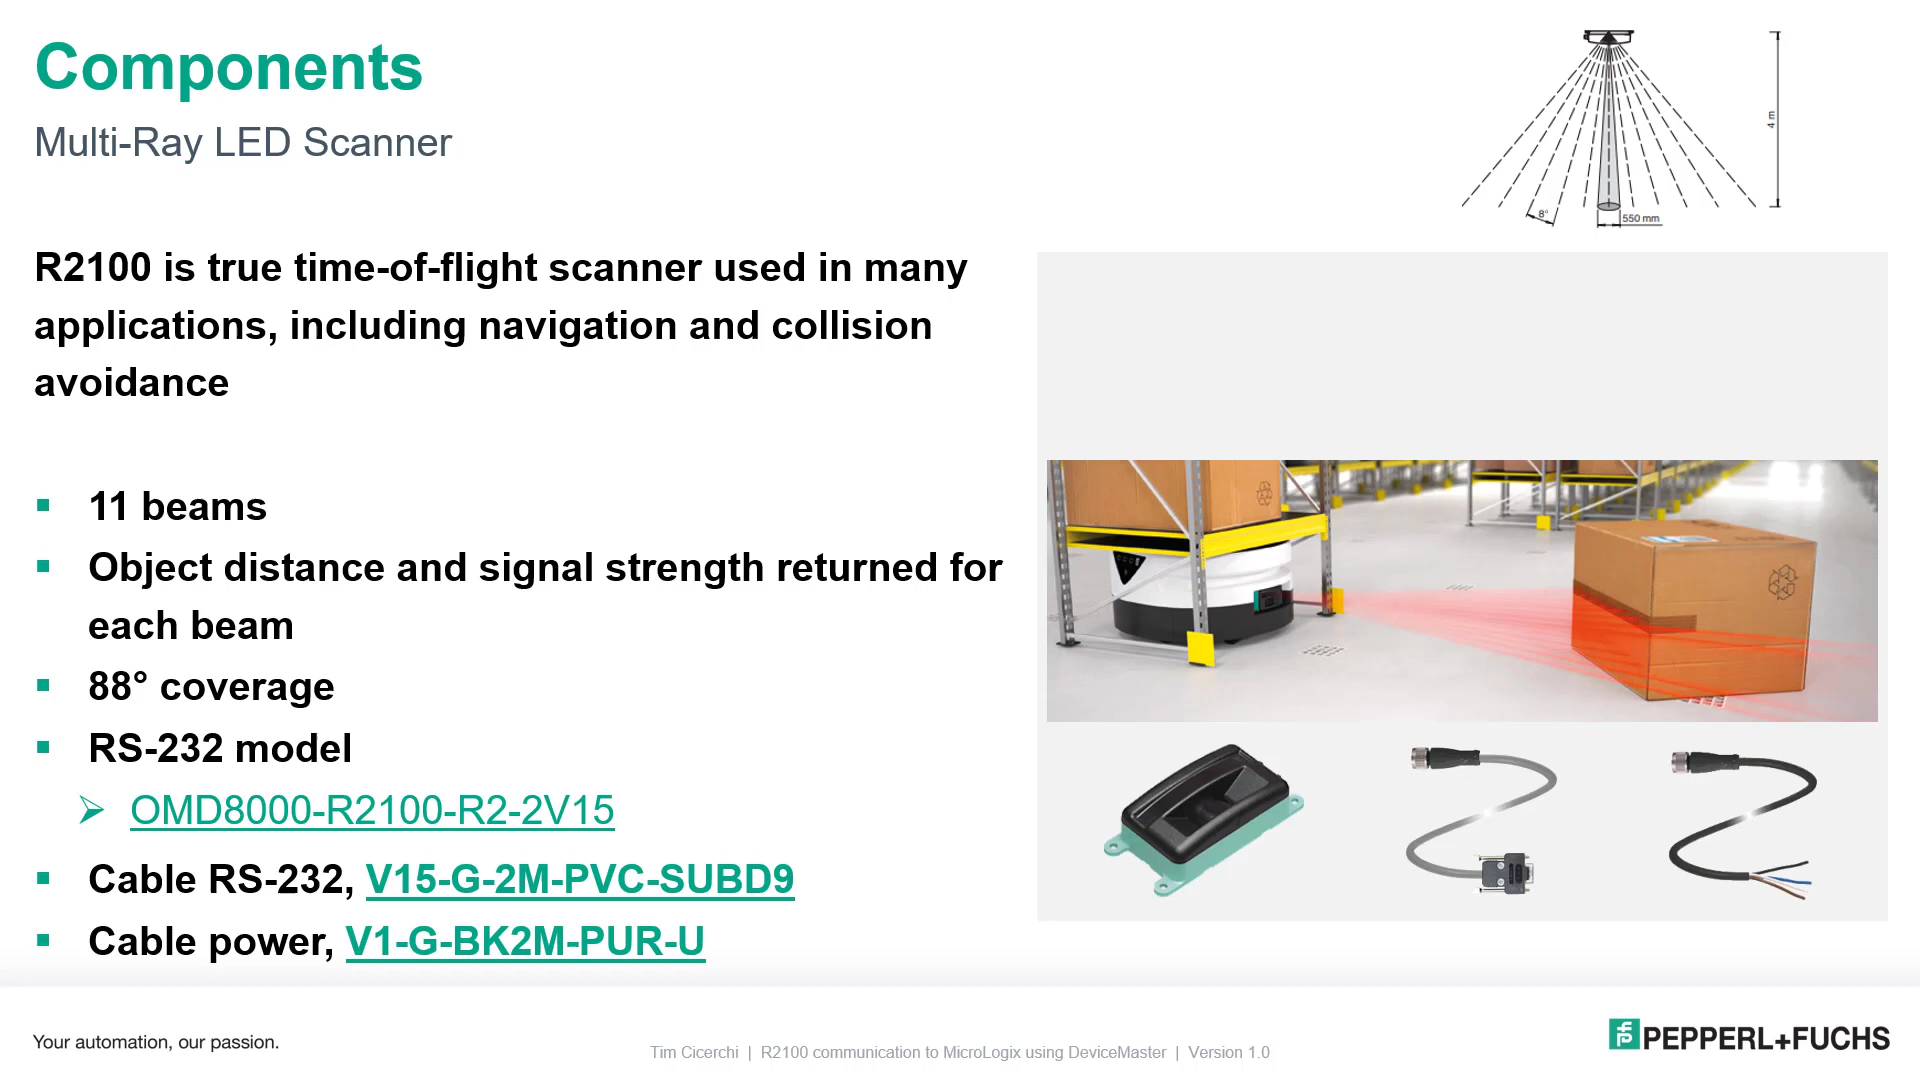 Components
Multi-Ray LED Scanner
4 m
8°
550 mm
R2100 is true time-of-flight scanner used in many
applications, including navigation and collision
avoidance
▪ 11 beams
▪ Object distance and signal strength returned for
each beam
▪ 88° coverage
▪ RS-232 model
➢ OMD8000-R2100-R2-2V15
▪ Cable RS-232, V15-G-2M-PVC-SUBD9
▪ Cable power, V1-G-BK2M-PUR-U
Your automation, our passion.
Tim Cicerchi | R2100 communication to MicroLogix using DeviceMaster | Version 1.0
PEPPERL+FUCHS